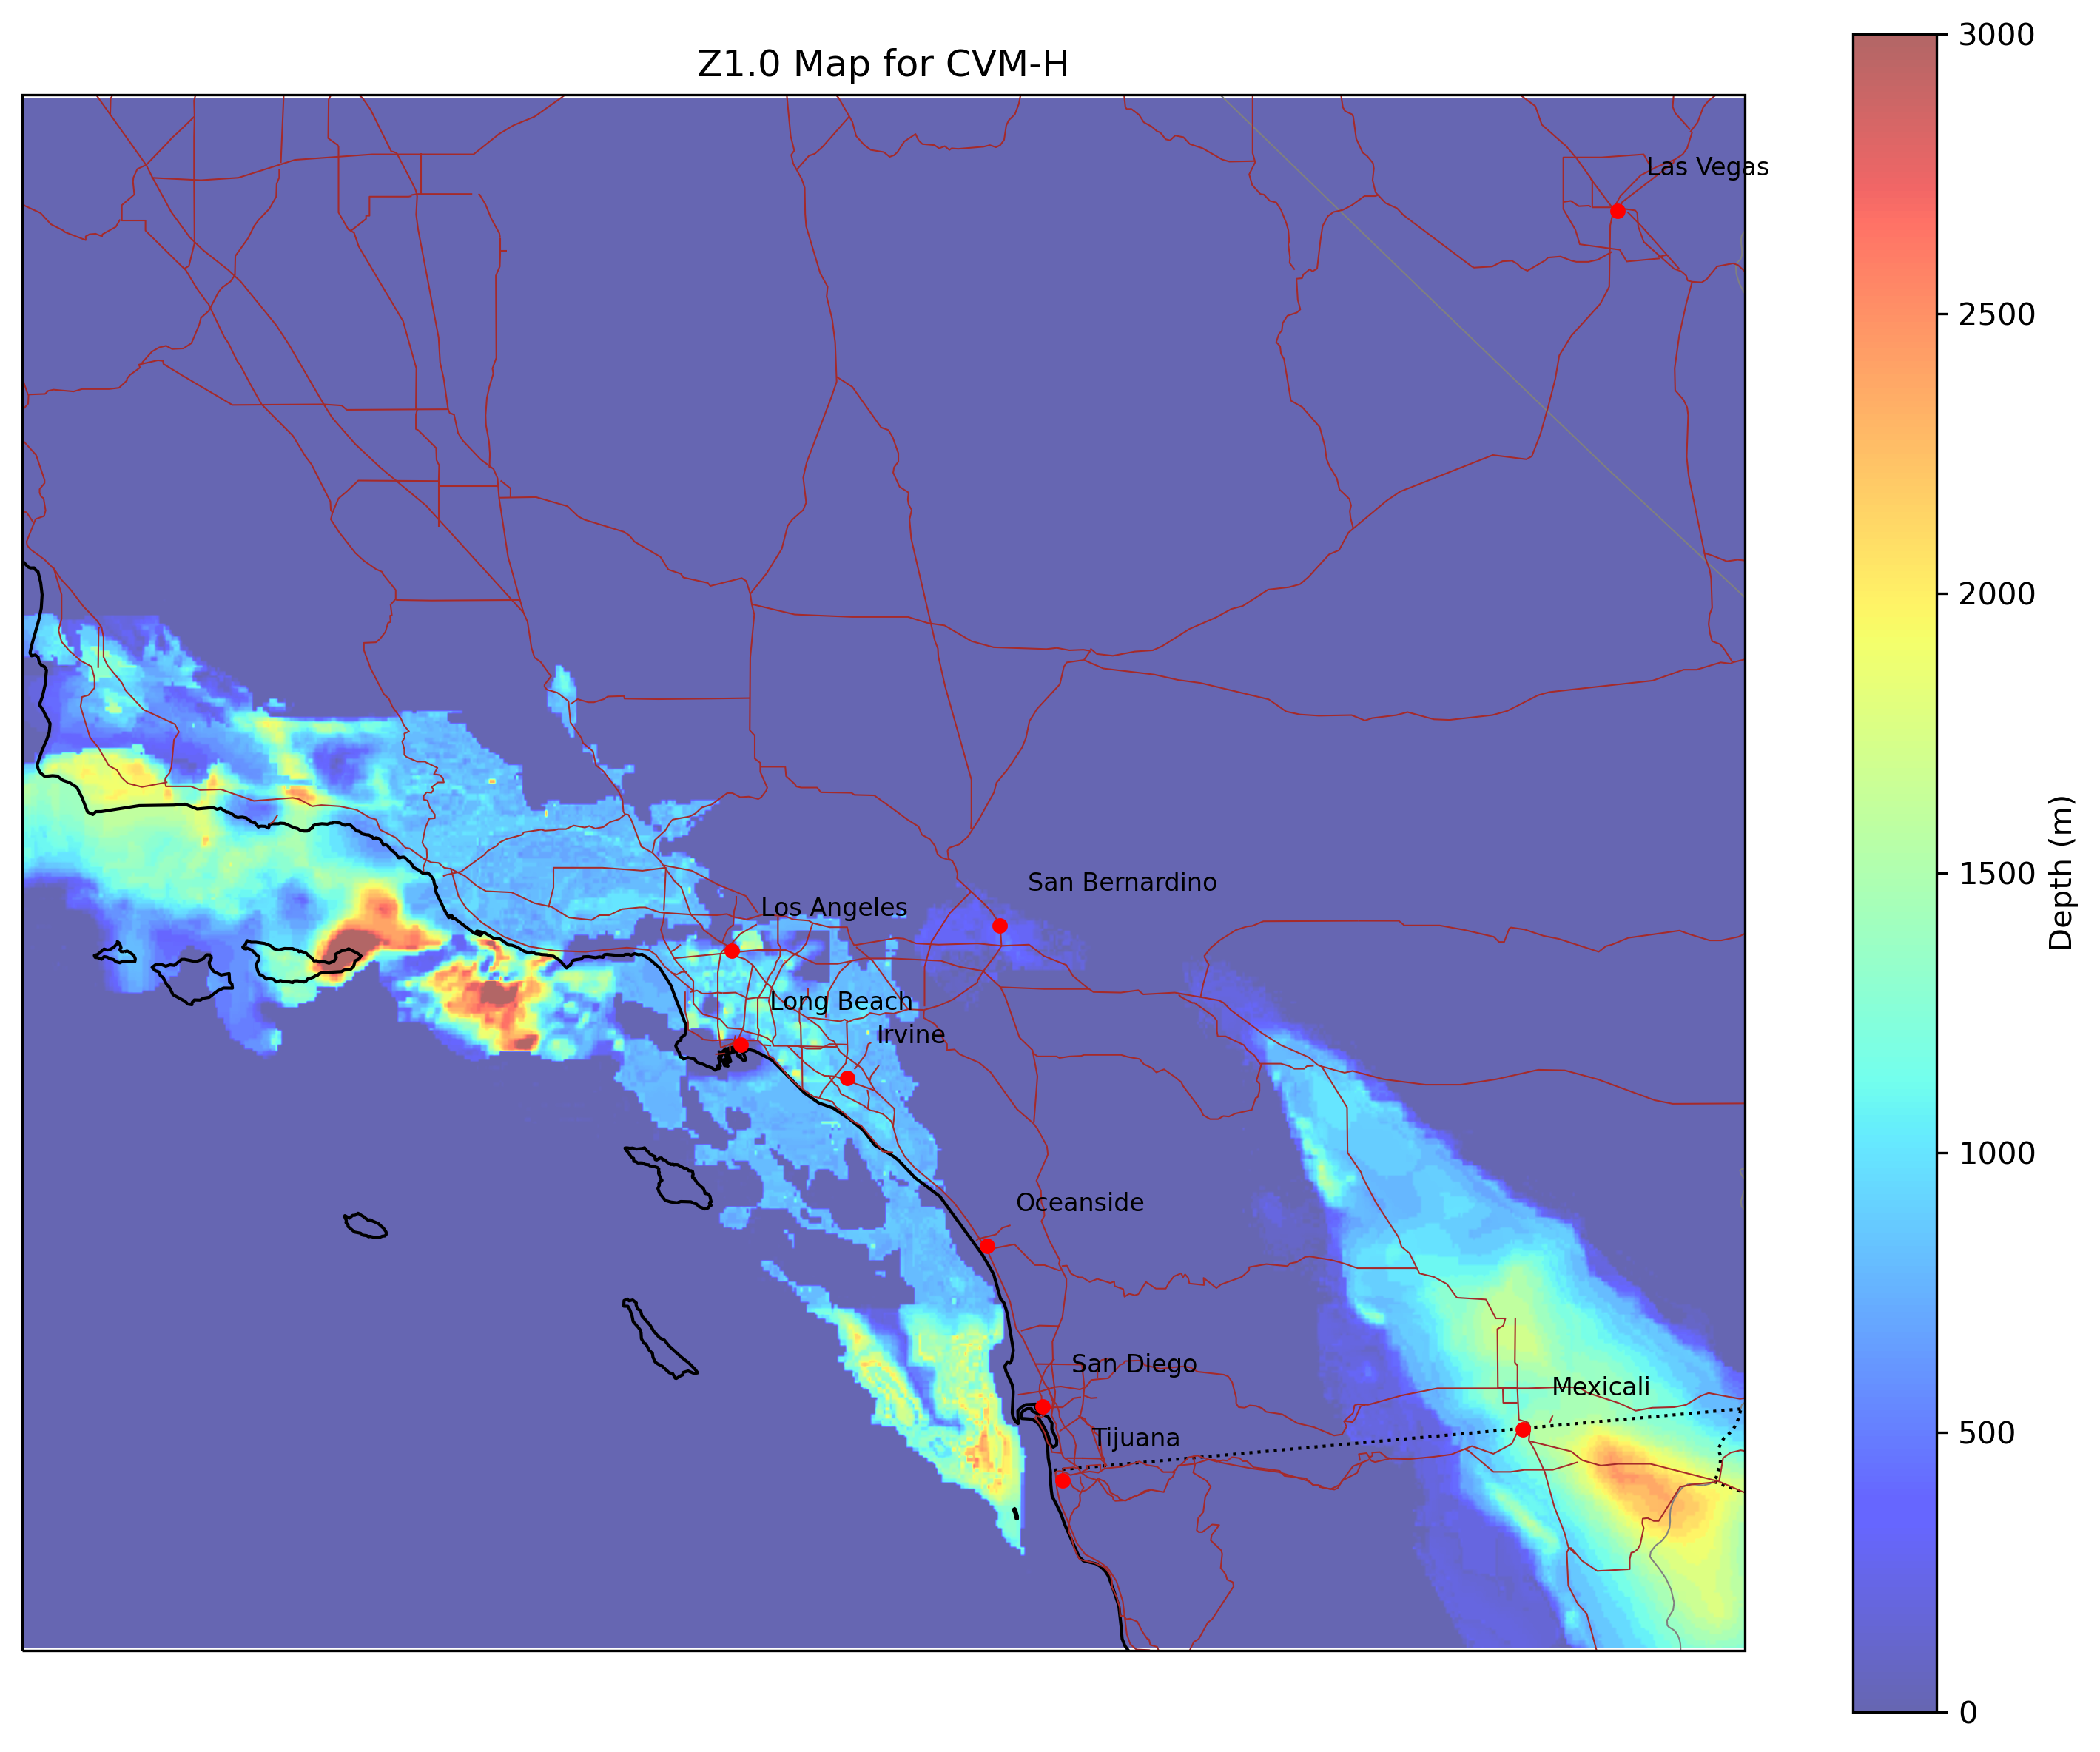 Z1.0 Map for CVM-H
Las Vegas
San Bernardino
Los Angeles
Long Beach
Irvine
Oceanside
San Diego
Mexicali
Tijuana
3000
2500
2000
1500
1000
500
0
Depth (m)